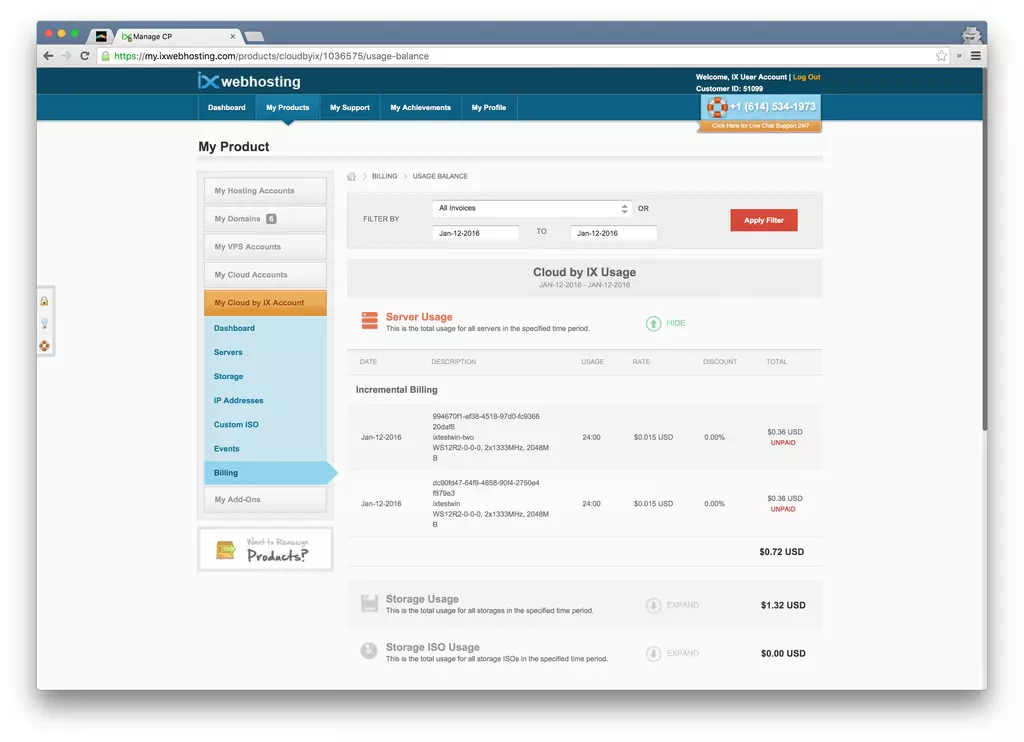 Manage CP
https://my.ixwebhosting.com/products/cloudbyix/1036575/usage-balance
ix webhosting
Welcome, IX User Account | Log Out
Customer ID: 51099
Dashboard My Products My Support My Achievements My Profile
+1 (614) 534-1973
Click Here for Live Chat Support 24/7
My Product
My Hosting Accounts
My Domains 6
My VPS Accounts
My Cloud Accounts
My Cloud by IX Account
Dashboard
Servers
Storage
IP Addresses
Custom ISO
Events
Billing
My Add-Ons
Want to Reassign
Products?
BILLING USAGE BALANCE
FILTER BY
All Invoices
OR
Jan-12-2016 TO Jan-12-2016
Apply Filter
Cloud by IX Usage
JAN-12-2016 - JAN-12-2016
Server Usage
This is the total usage for all servers in the specified time period.
HIDE
DATE DESCRIPTION USAGE RATE DISCOUNT TOTAL
Incremental Billing
994670f1-ef38-4518-97d0-fc9366
20daf8
ixtestwin-two
WS12R2-0-0-0, 2x1333MHz, 2048M
B
Jan-12-2016 24:00 $0.015 USD 0.00% $0.36 USD
UNPAID
dc90fd47-64f9-4858-90f4-2750e4
f879e3
ixtestwin
WS12R2-0-0-0, 2x1333MHz, 2048M
B
Jan-12-2016 24:00 $0.015 USD 0.00% $0.36 USD
UNPAID
$0.72 USD
Storage Usage
This is the total usage for all storages in the specified time period.
EXPAND
$1.32 USD
Storage ISO Usage
This is the total usage for all storage ISOs in the specified time period.
EXPAND
$0.00 USD